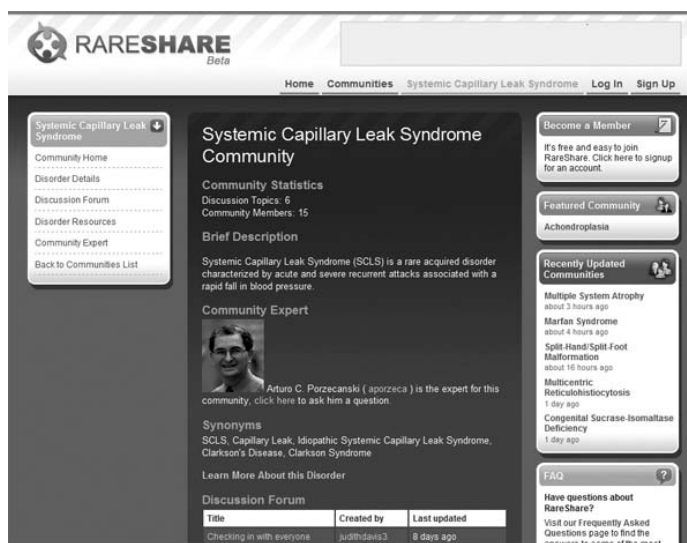 RARESHARE
Beta
Home Communities Systemic Capillary Leak Syndrome Log In Sign Up
Systemic Capillary Leak
Syndrome
Community Home
Disorder Details
Discussion Forum
Disorder Resources
Community Expert
Back to Communities List
Systemic Capillary Leak Syndrome
Community
Community Statistics
Discussion Topics: 6
Community Members: 15
Brief Description
Systemic Capillary Leak Syndrome (SCLS) is a rare acquired disorder
characterized by acute and severe recurrent attacks associated with a
rapid fall in blood pressure.
Community Expert
Arturo C. Porzecanski ( aporzeca ) is the expert for this
community, click here to ask him a question.
Synonyms
SCLS, Capillary Leak, Idiopathic Systemic Capillary Leak Syndrome,
Clarkson's Disease, Clarkson Syndrome
Learn More About this Disorder
Discussion Forum
Title Created by Last updated
Checking in with everyone judithdavis3 8 days ago
Become a Member
It's free and easy to join
RareShare. Click here to signup
for an account.
Featured Community
Achondroplasia
Recently Updated
Communities
Multiple System Atrophy
about 3 hours ago
Marfan Syndrome
about 4 hours ago
Split-Hand/Split-Foot
Malformation
about 16 hours ago
Multicentric
Reticulohistiocytosis
1 day ago
Congenital Sucrase-Isomaltase
Deficiency
1 day ago
FAQ
Have questions about
RareShare?
Visit our Frequently Asked
Questions page to find the
answers to some of the most